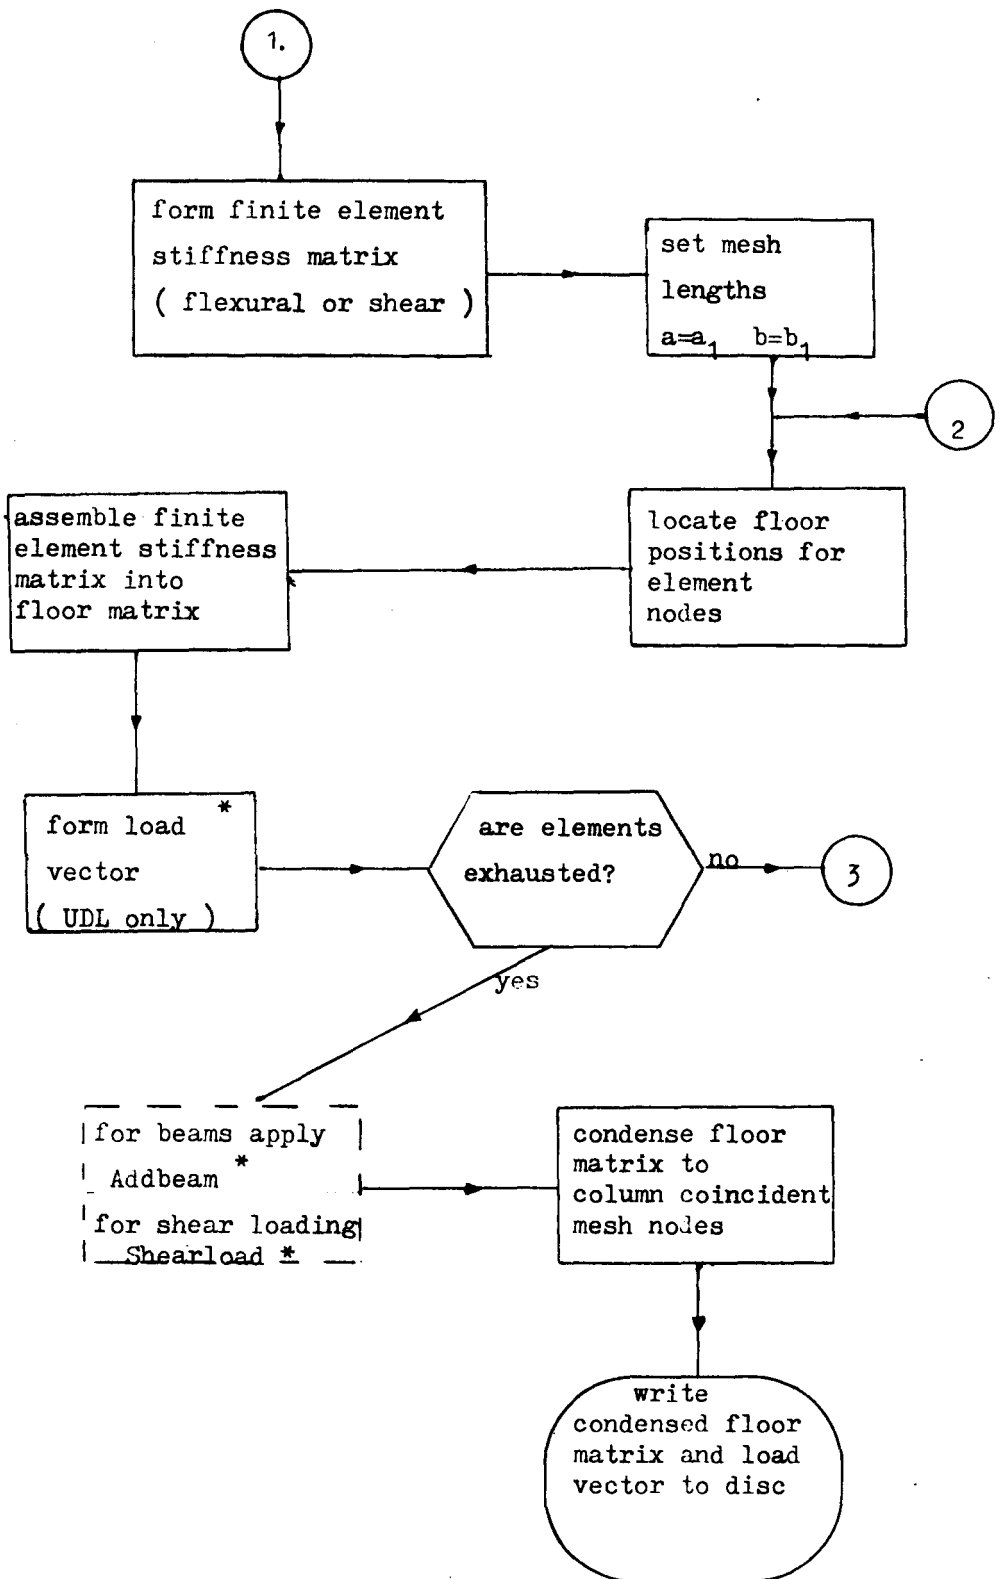 1.
form finite element
stiffness matrix
( flexural or shear )
set mesh
lengths
a=a₁ b=b₁
2
locate floor
positions for
element
nodes
assemble finite
element stiffness
matrix into
floor matrix
form load *
vector
( UDL only )
are elements
exhausted?
no
3
yes
for beams apply
Addbeam *
for shear loading
Shearload *
condense floor
matrix to
column coincident
mesh nodes
write
condensed floor
matrix and load
vector to disc